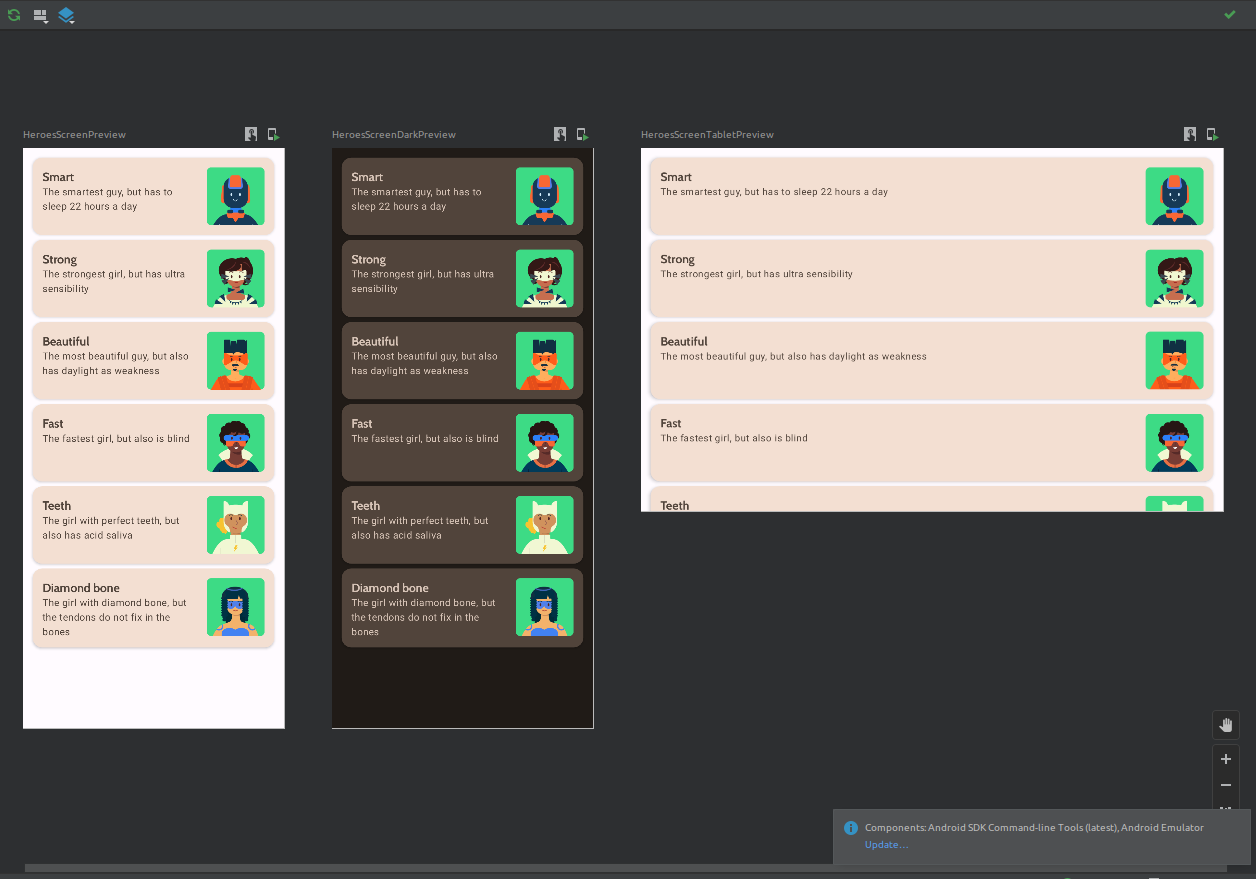 HeroesScreenPreview
Smart
The smartest guy, but has to
sleep 22 hours a day
Strong
The strongest girl, but has ultra
sensibility
Beautiful
The most beautiful guy, but also
has daylight as weakness
Fast
The fastest girl, but also is blind
Teeth
The girl with perfect teeth, but
also has acid saliva
Diamond bone
The girl with diamond bone, but
the tendons do not fix in the
bones
HeroesScreenDarkPreview
Smart
The smartest guy, but has to
sleep 22 hours a day
Strong
The strongest girl, but has ultra
sensibility
Beautiful
The most beautiful guy, but also
has daylight as weakness
Fast
The fastest girl, but also is blind
Teeth
The girl with perfect teeth, but
also has acid saliva
Diamond bone
The girl with diamond bone, but
the tendons do not fix in the
bones
HeroesScreenTabletPreview
Smart
The smartest guy, but has to sleep 22 hours a day
Strong
The strongest girl, but has ultra sensibility
Beautiful
The most beautiful guy, but also has daylight as weakness
Fast
The fastest girl, but also is blind
Teeth
Components: Android SDK Command-line Tools (latest), Android Emulator
Update...